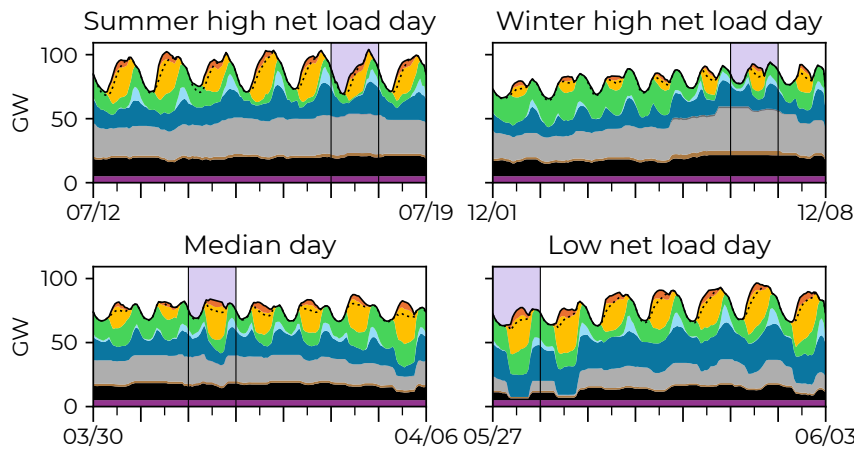 Summer high net load day
Winter high net load day
100
50
0
GW
07/12
07/19
12/01
12/08
Median day
Low net load day
100
50
0
GW
03/30
04/06
05/27
06/03